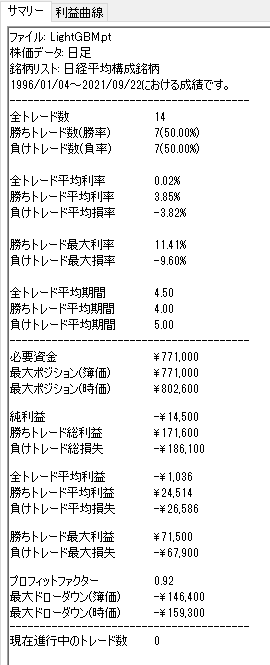 サマリー 利益曲線
ファイル: LightGBM.pt
株価データ: 日足
銘柄リスト: 日経平均構成銘柄
1996/01/04~2021/09/22における成績です。
----------------------------------------
全トレード数 14
勝ちトレード数(勝率) 7(50.00%)
負けトレード数(負率) 7(50.00%)
全トレード平均利率 0.02%
勝ちトレード平均利率 3.85%
負けトレード平均損率 -3.82%
勝ちトレード最大利率 11.41%
負けトレード最大損率 -9.60%
全トレード平均期間 4.50
勝ちトレード平均期間 4.00
負けトレード平均期間 5.00
----------------------------------------
必要資金 ¥771,000
最大ポジション(簿価) ¥771,000
最大ポジション(時価) ¥802,600
純利益 -¥14,500
勝ちトレード総利益 ¥171,600
負けトレード総損失 -¥186,100
全トレード平均利益 -¥1,036
勝ちトレード平均利益 ¥24,514
負けトレード平均損失 -¥26,586
勝ちトレード最大利益 ¥71,500
負けトレード最大損失 -¥67,900
プロフィットファクター 0.92
最大ドローダウン(簿価) -¥146,400
最大ドローダウン(時価) -¥159,300
----------------------------------------
現在進行中のトレード数 0